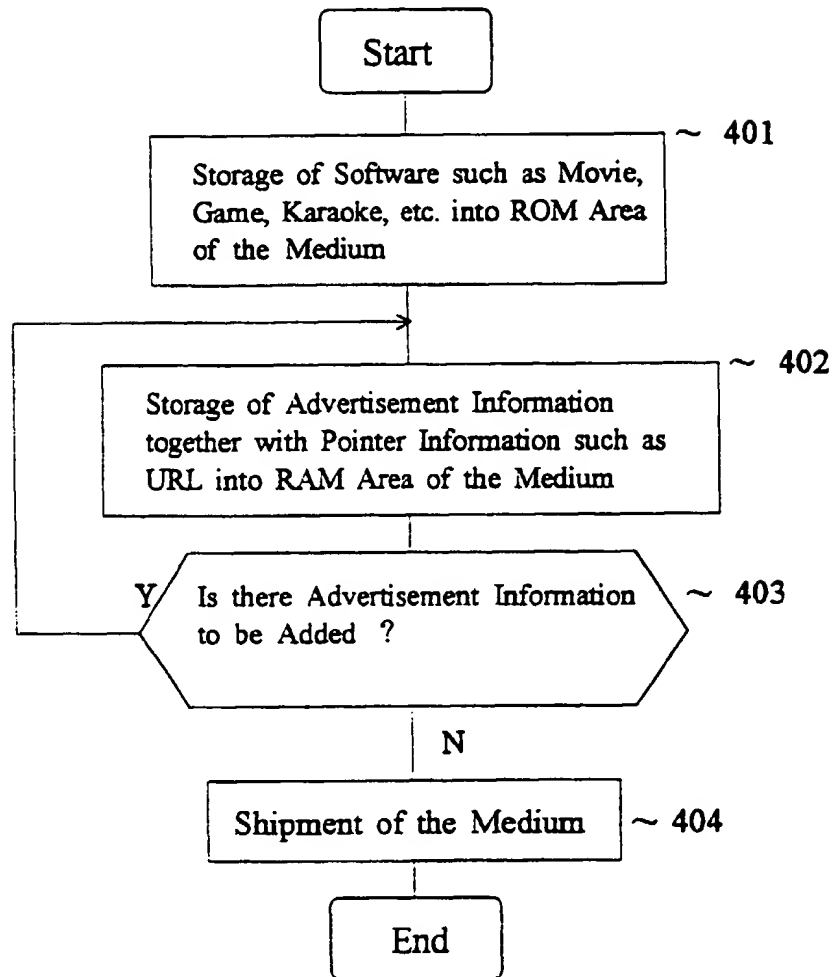 Start
~ 401
Storage of Software such as Movie,
Game, Karaoke, etc. into ROM Area
of the Medium
~ 402
Storage of Advertisement Information
together with Pointer Information such as
URL into RAM Area of the Medium
Y
Is there Advertisement Information
to be Added ?
~ 403
N
Shipment of the Medium
~ 404
End